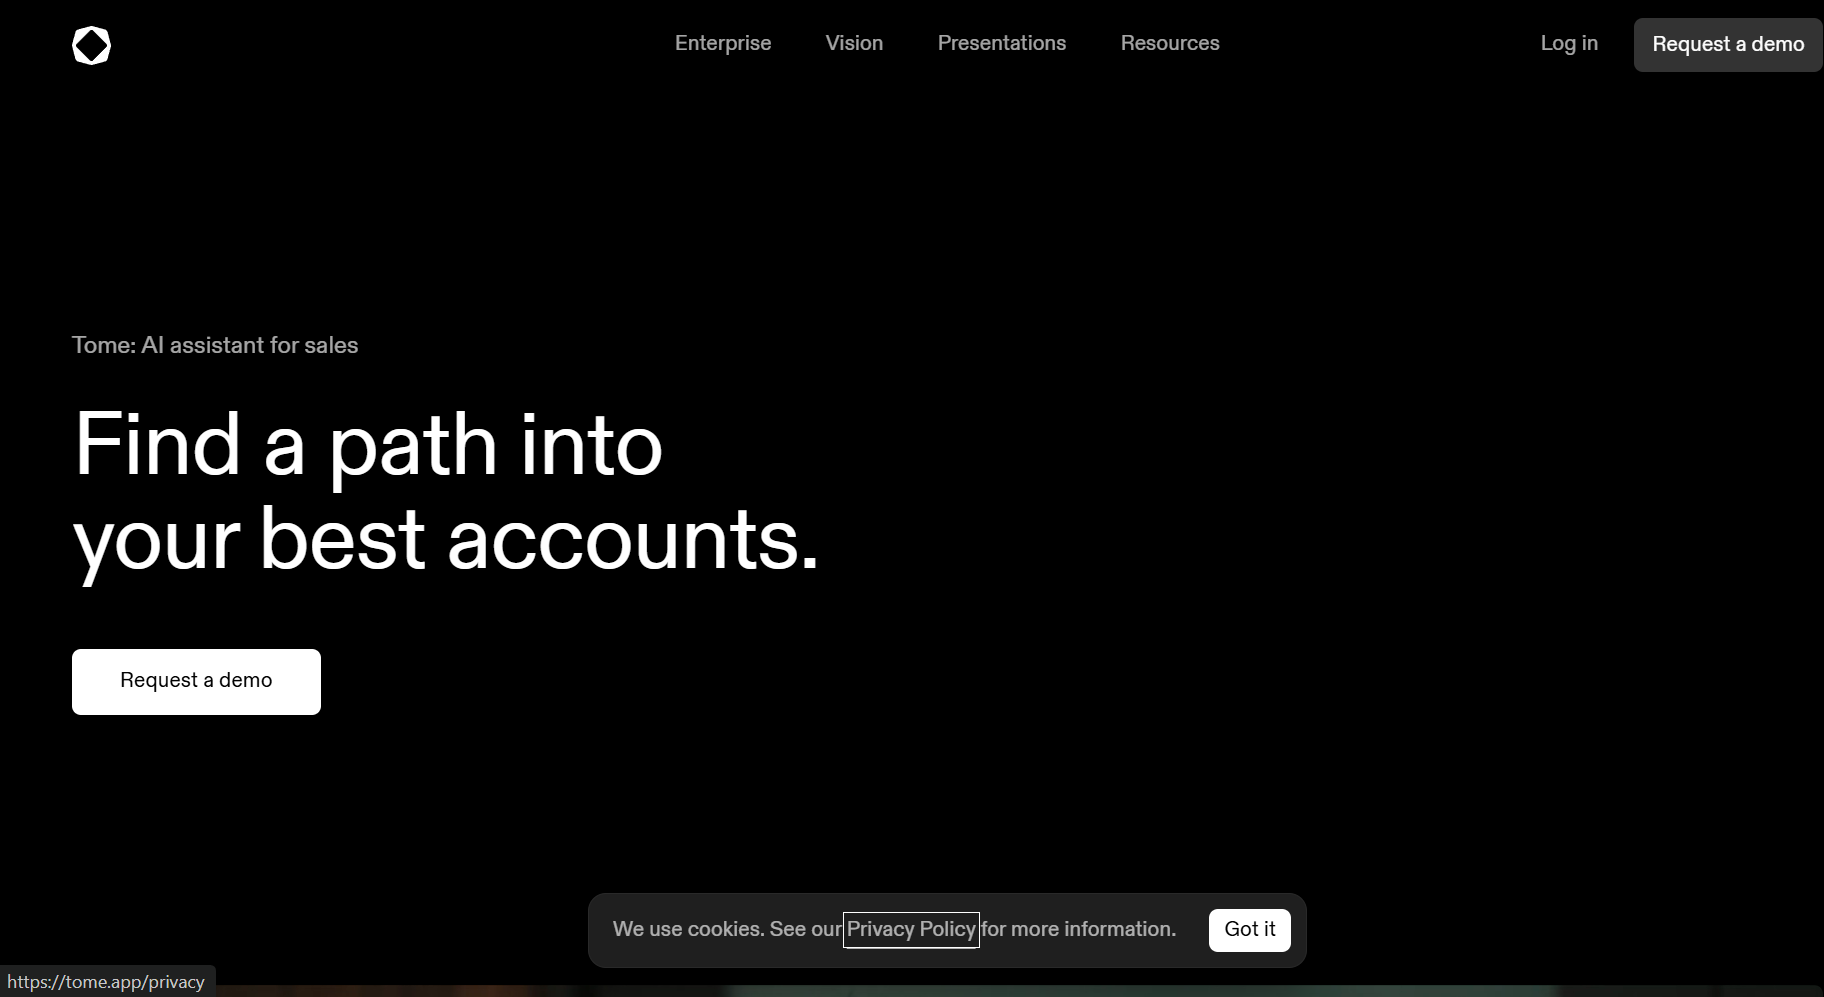 Enterprise Vision Presentations Resources Log in Request a demo
Tome: AI assistant for sales
Find a path into
your best accounts.
Request a demo
We use cookies. See our Privacy Policy for more information. Got it
https://tome.app/privacy